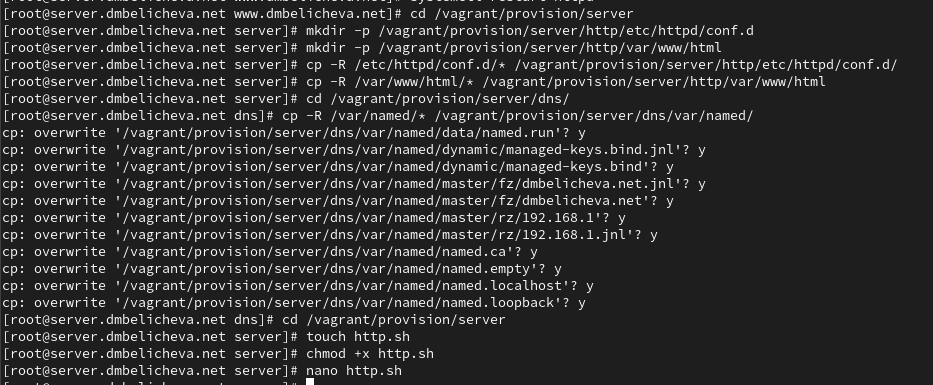 [root@server.dmbelicheva.net www.dmbelicheva.net]# cd /vagrant/provision/server
[root@server.dmbelicheva.net server]# mkdir -p /vagrant/provision/server/http/etc/httpd/conf.d
[root@server.dmbelicheva.net server]# mkdir -p /vagrant/provision/server/http/var/www/html
[root@server.dmbelicheva.net server]# cp -R /etc/httpd/conf.d/* /vagrant/provision/server/http/etc/httpd/conf.d/
[root@server.dmbelicheva.net server]# cp -R /var/www/html/* /vagrant/provision/server/http/var/www/html
[root@server.dmbelicheva.net server]# cd /vagrant/provision/server/dns/
[root@server.dmbelicheva.net dns]# cp -R /var/named/* /vagrant/provision/server/dns/var/named/
cp: overwrite '/vagrant/provision/server/dns/var/named/data/named.run'? y
cp: overwrite '/vagrant/provision/server/dns/var/named/dynamic/managed-keys.bind.jnl'? y
cp: overwrite '/vagrant/provision/server/dns/var/named/dynamic/managed-keys.bind'? y
cp: overwrite '/vagrant/provision/server/dns/var/named/master/fz/dmbelicheva.net.jnl'? y
cp: overwrite '/vagrant/provision/server/dns/var/named/master/fz/dmbelicheva.net'? y
cp: overwrite '/vagrant/provision/server/dns/var/named/master/rz/192.168.1'? y
cp: overwrite '/vagrant/provision/server/dns/var/named/master/rz/192.168.1.jnl'? y
cp: overwrite '/vagrant/provision/server/dns/var/named/named.ca'? y
cp: overwrite '/vagrant/provision/server/dns/var/named/named.empty'? y
cp: overwrite '/vagrant/provision/server/dns/var/named/named.localhost'? y
cp: overwrite '/vagrant/provision/server/dns/var/named/named.loopback'? y
[root@server.dmbelicheva.net dns]# cd /vagrant/provision/server
[root@server.dmbelicheva.net server]# touch http.sh
[root@server.dmbelicheva.net server]# chmod +x http.sh
[root@server.dmbelicheva.net server]# nano http.sh